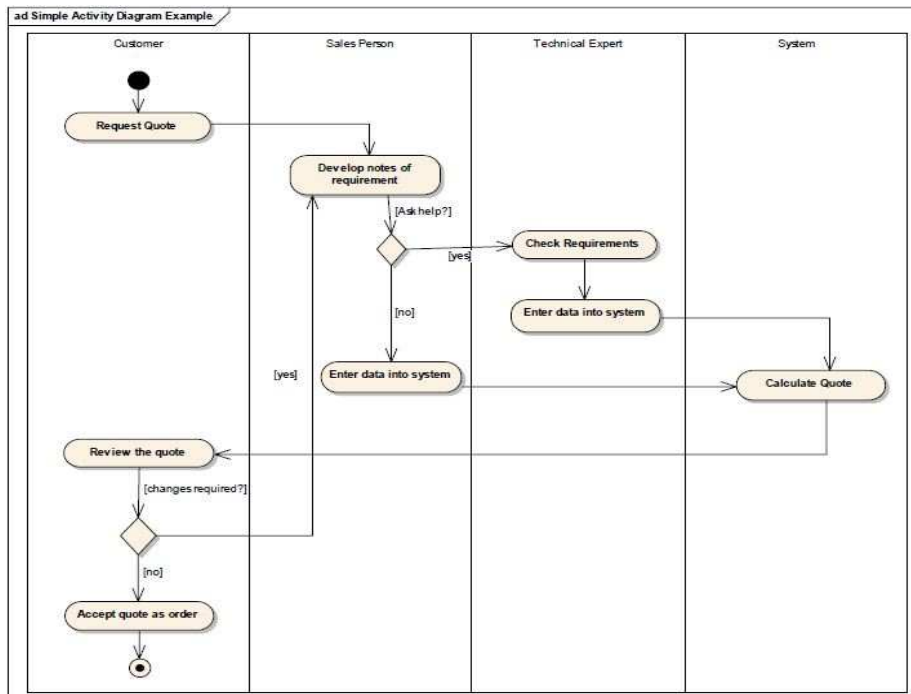 ad Simple Activity Diagram Example
Customer
Sales Person
Technical Expert
System
Request Quote
Develop notes of
requirement
[Ask help?]
[yes]
Check Requirements
[no]
Enter data into system
[yes]
Enter data into system
Calculate Quote
Review the quote
[changes required?]
[no]
Accept quote as order